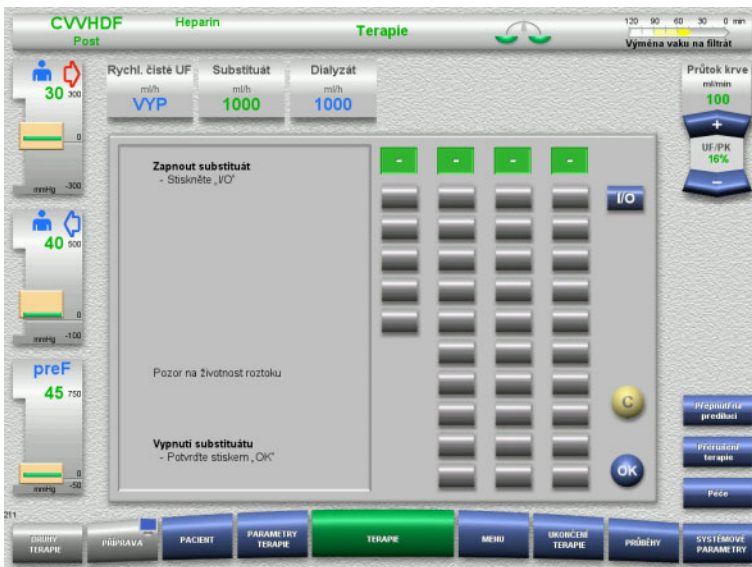 CVVHDF
Post
Heparin
Terapie
120 90 60 30 0 min
Výměna vaku na filtrát
30 300
0
mmHg -300
Rychl. čisté UF
ml/h
VYP
Substituát
ml/h
1000
Dialyzát
ml/h
1000
Průtok krve
ml/min
100
+
UF/PK
16%
−
Zapnout substituát
- Stiskněte „I/O"
- - - -
I/O
40 500
0
mmHg -100
preF
45 750
0
mmHg -50
Pozor na životnost roztoku
C
Vypnutí substituátu
- Potvrďte stiskem „OK"
OK
Přepnutí na
prediluci
Přerušení
terapie
Péče
211
DRUHY
TERAPIE
PŘÍPRAVA
PACIENT
PARAMETRY
TERAPIE
TERAPIE
MENU
UKONČENÍ
TERAPIE
PRŮBĚHY
SYSTÉMOVÉ
PARAMETRY